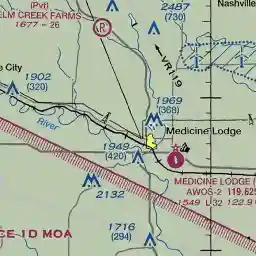 (Pvt)
ELM CREEK FARMS
1677 - 26
R
2487
(730)
Nashville
VR1119
e City
1902
(320)
River
1969
(368)
Medicine Lodge
1949
(420)
MEDICINE LODGE (
AWOS-2 119.625
1549 L 32 122.9
2132
1716
(294)
CE 1D MOA